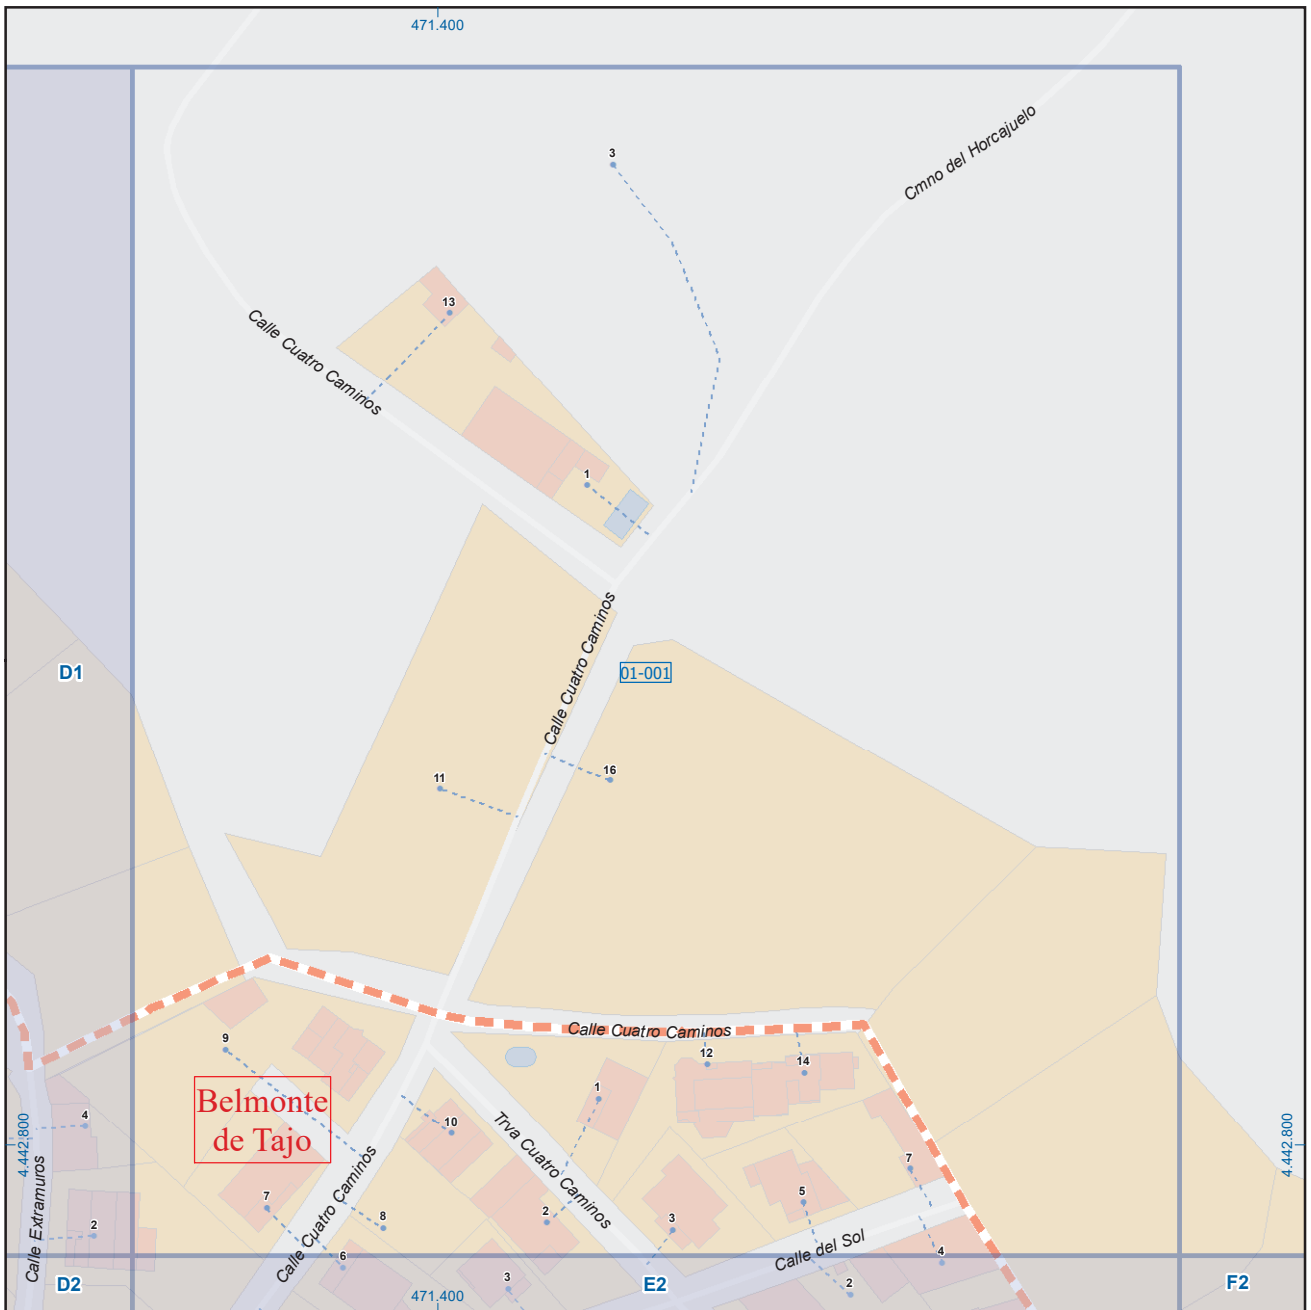 471.400
3
Cmno del Horcajuelo
13
Calle Cuatro Caminos
1
Calle Cuatro Caminos
D1
01-001
11
16
Calle Cuatro Caminos
9
12
14
Belmonte
de Tajo
1
4
10
Trva Cuatro Caminos
4.442.800
4.442.800
Calle Extramuros
Calle Cuatro Caminos
7
5
7
2
8
2
3
Calle del Sol
6
4
D2
3
E2
2
F2
471.400